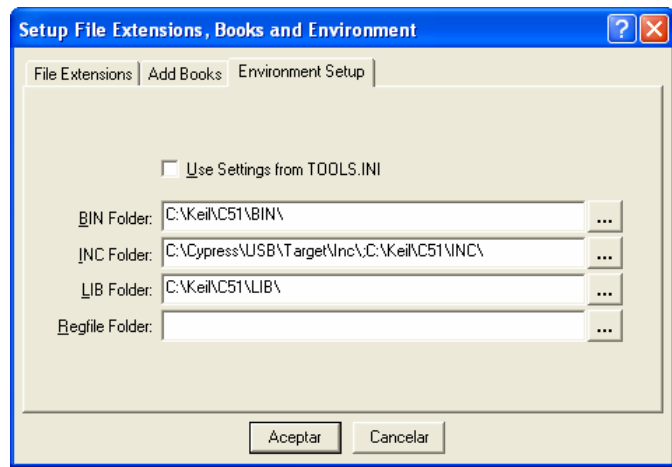 Setup File Extensions, Books and Environment
File Extensions Add Books Environment Setup
Use Settings from TOOLS.INI
BIN Folder: C:\Keil\C51\BIN\ ...
INC Folder: C:\Cypress\USB\Target\Inc\;C:\Keil\C51\INC\ ...
LIB Folder: C:\Keil\C51\LIB\ ...
Regfile Folder: ...
Aceptar Cancelar